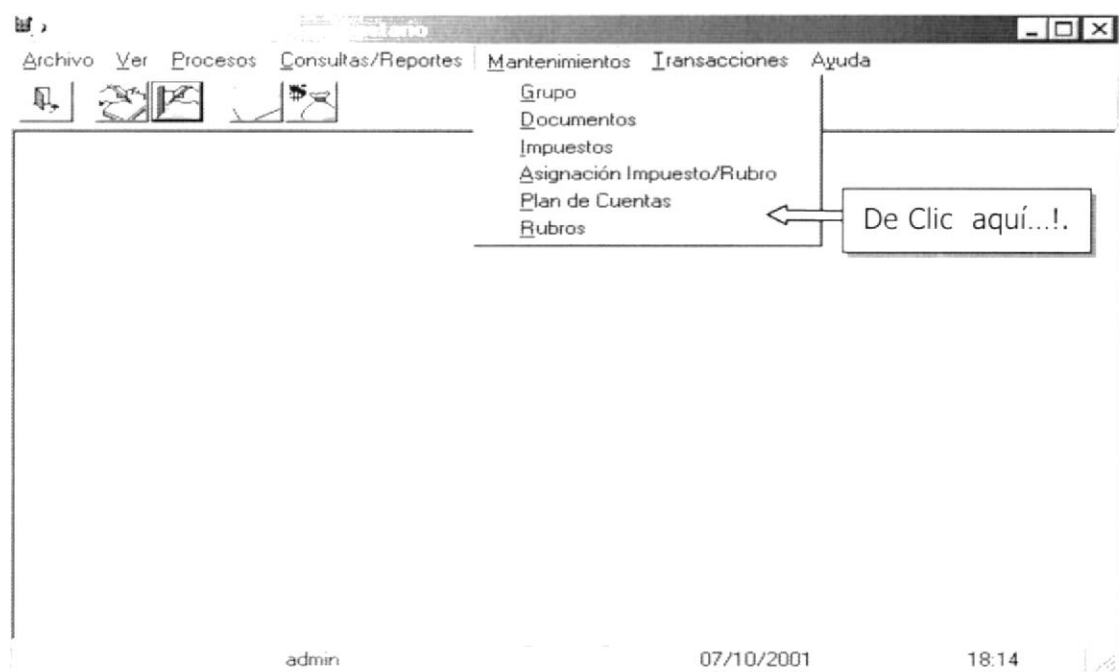 Archivo Ver Procesos Consultas/Reportes Mantenimientos Transacciones Ayuda
Grupo
Documentos
Impuestos
Asignación Impuesto/Rubro
Plan de Cuentas
Rubros
De Clic aquí...!.
admin 07/10/2001 18:14